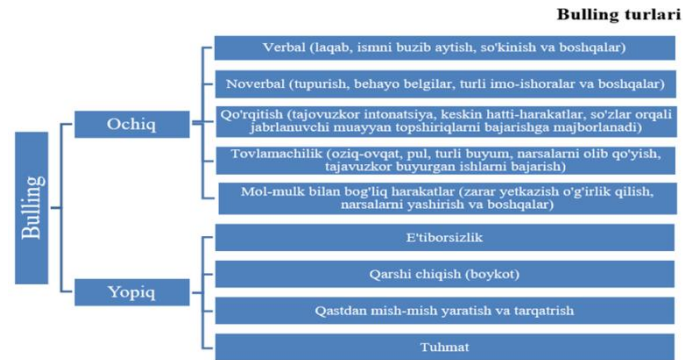 Bulling turlari
Bulling
Ochiq
Verbal (laqab, ismni buzib aytish, so'kinish va boshqalar)
Noverbal (tupurish, behayo belgilar, turli imo-ishoralar va boshqalar)
Qo'rqitish (tajovuzkor intonatsiya, keskin hatti-harakatlar, so'zlar orqali
jabrlanuvchi muayyan topshiriqlarni bajarishga majborlanadi)
Tovlamachilik (oziq-ovqat, pul, turli buyum, narsalarni olib qo'yish,
tajavuzkor buyurgan ishlarni bajarish)
Mol-mulk bilan bog'liq harakatlar (zarar yetkazish o'g'irlik qilish,
narsalarni yashirish va boshqalar)
Yopiq
E'tiborsizlik
Qarshi chiqish (boykot)
Qastdan mish-mish yaratish va tarqatrish
Tuhmat